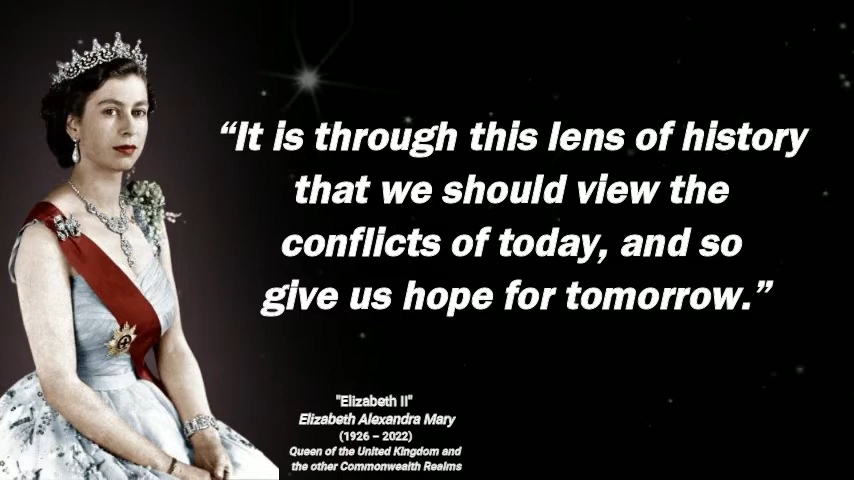 “It is through this lens of history
that we should view the
conflicts of today, and so
give us hope for tomorrow.”
"Elizabeth II"
Elizabeth Alexandra Mary
(1926 – 2022)
Queen of the United Kingdom and
the other Commonwealth Realms